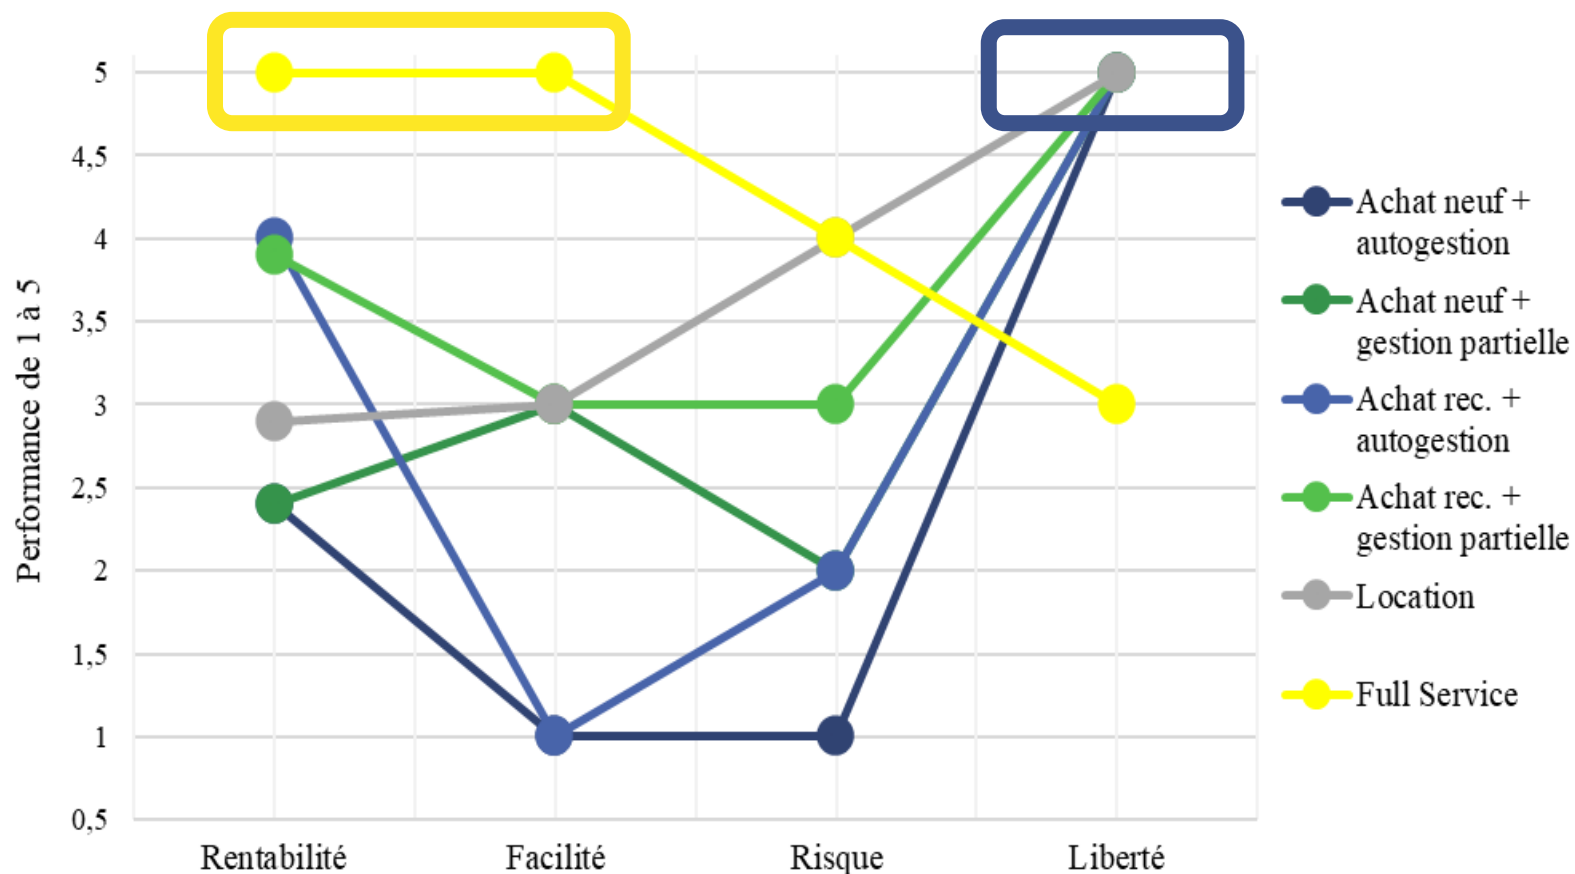 Performance de 1 à 5
5
4,5
4
3,5
3
2,5
2
1,5
1
0,5
Rentabilité
Facilité
Risque
Liberté
Achat neuf +
autogestion
Achat neuf +
gestion partielle
Achat rec. +
autogestion
Achat rec. +
gestion partielle
Location
Full Service